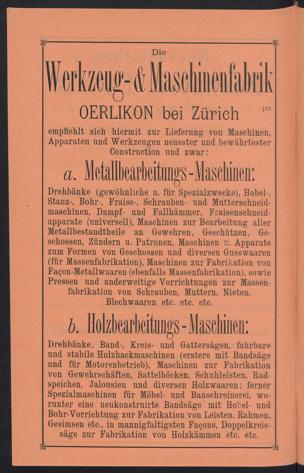 Die
Werkzeug- & Maschinenfabrik
OERLIKON bei Zürich
[13
empfiehlt sich hiermit zur Lieferung von Maschinen,
Apparaten und Werkzeugen neuester und bewährtester
Construction und zwar:
a. Metallbearbeitungs-Maschinen:
Drehbänke (gewöhnliche u. für Spezialzwecke), Hobel-,
Stanz-, Bohr-, Fraise-, Schrauben- und Mutterschneid-
maschinen, Dampf- und Fallhämmer, Fraisenschneid-
apparate (universell), Maschinen zur Bearbeitung aller
Metallbestandtheile an Gewehren, Geschützen, Ge-
schossen, Zündern u. Patronen, Maschinen u. Apparate
zum Formen von Geschossen und diversen Gusswaaren
(für Massenfabrikation), Maschinen zur Fabrikation von
Façon-Metallwaaren (ebenfalls Massenfabrikation), sowie
Pressen und anderweitige Vorrichtungen zur Massen-
fabrikation von Schrauben, Muttern, Nieten,
Blechwaaren etc. etc. etc.
b. Holzbearbeitungs-Maschinen:
Drehbänke, Band-, Kreis- und Gattersägen, fahrbare
und stabile Holzhackmaschinen (erstere mit Bandsäge
und für Motorenbetrieb), Maschinen zur Fabrikation
von Gewehrschäften, Sattelböcken, Schuhleisten, Rad-
speichen, Jalousien und diversen Holzwaaren; ferner
Spezialmaschinen für Möbel- und Bauschreinerei, wo-
runter eine neukonstruirte Bandsäge mit Hobel- und
Bohr-Vorrichtung zur Fabrikation von Leisten, Rahmen,
Gesimsen etc., in mannigfaltigsten Façons, Doppelkreis-
säge zur Fabrikation von Holzkämmen etc. etc.